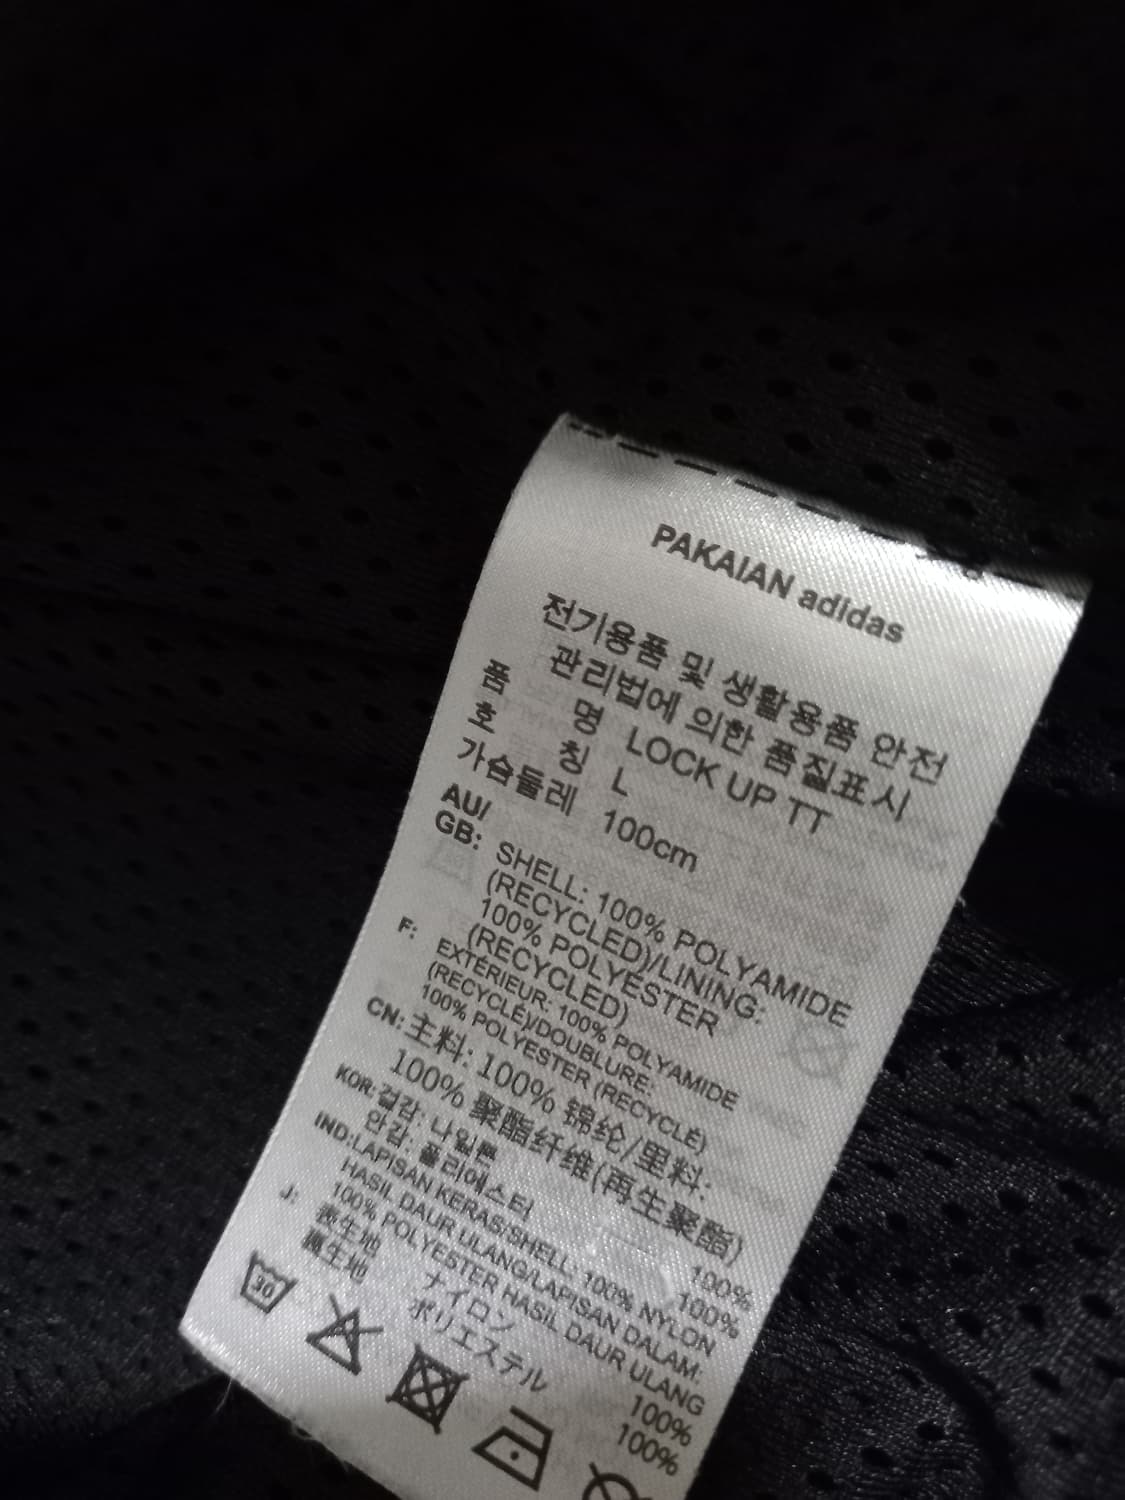 PAKAIAN adidas
전기용품 및 생활용품 안전
관리법에 의한 품질표시
품 명 LOCK UP TT
호 칭 L
가슴둘레 100cm
AU/
GB: SHELL: 100% POLYAMIDE
(RECYCLED)/LINING:
100% POLYESTER
(RECYCLED)
F: EXTÉRIEUR: 100% POLYAMIDE
(RECYCLÉ)/DOUBLURE:
100% POLYESTER (RECYCLÉ)
CN: 主料: 100% 锦纶/里料:
100% 聚酯纤维(再生聚酯)
KOR: 겉감: 나일론 100%
안감: 폴리에스터 100%
IND: LAPISAN KERAS/SHELL: 100% NYLON
HASIL DAUR ULANG/LAPISAN DALAM:
100% POLYESTER HASIL DAUR ULANG
J: 表生地 ナイロン 100%
裏生地 ポリエステル 100%
30